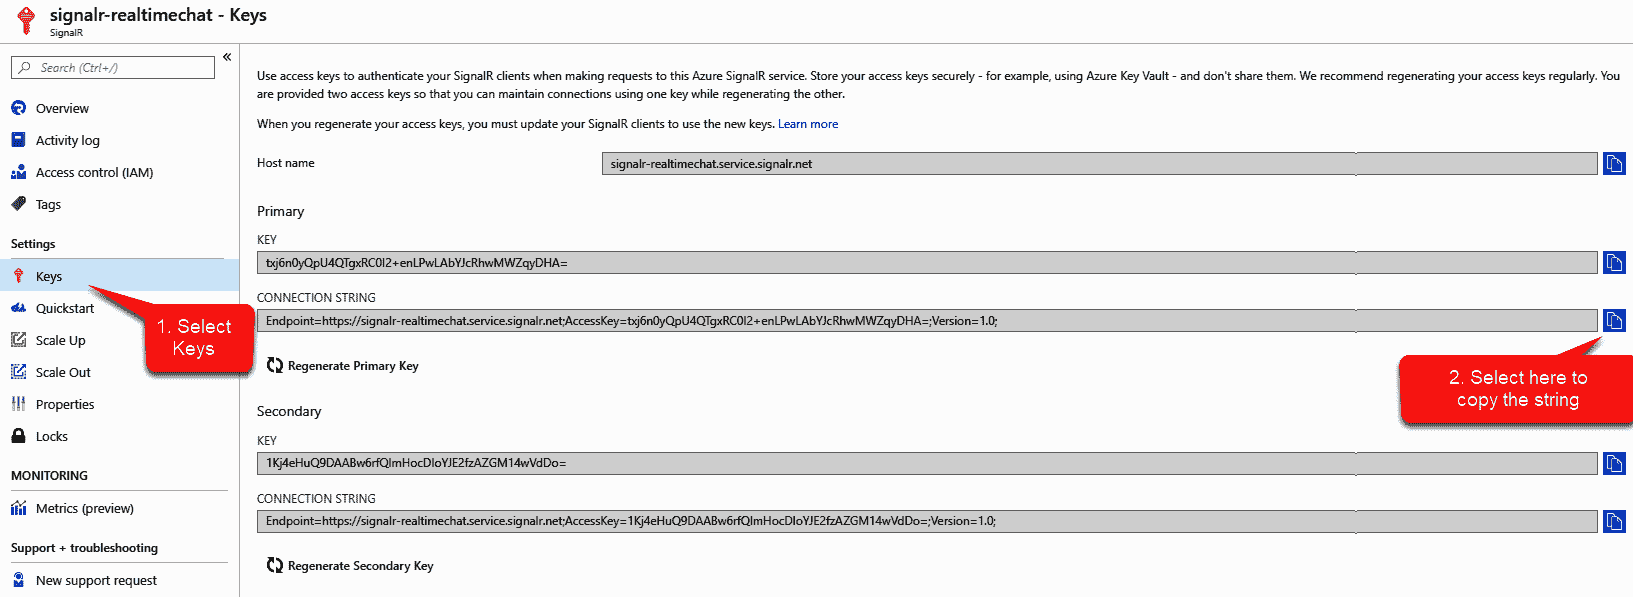 signalr-realtimechat - Keys
SignalR
Search (Ctrl+/)
«
Overview
Activity log
Access control (IAM)
Tags
Settings
Keys
Quickstart
Scale Up
Scale Out
Properties
Locks
MONITORING
Metrics (preview)
Support + troubleshooting
New support request
1. Select
Keys
Use access keys to authenticate your SignalR clients when making requests to this Azure SignalR service. Store your access keys securely - for example, using Azure Key Vault - and don't share them. We recommend regenerating your access keys regularly. You
are provided two access keys so that you can maintain connections using one key while regenerating the other.
When you regenerate your access keys, you must update your SignalR clients to use the new keys. Learn more
Host name
signalr-realtimechat.service.signalr.net
Primary
KEY
txj6n0yQpU4QTgxRC0I2+enLPwLAbYJcRhwMWZqyDHA=
CONNECTION STRING
Endpoint=https://signalr-realtimechat.service.signalr.net;AccessKey=txj6n0yQpU4QTgxRC0I2+enLPwLAbYJcRhwMWZqyDHA=;Version=1.0;
Regenerate Primary Key
2. Select here to
copy the string
Secondary
KEY
1Kj4eHuQ9DAABw6rfQImHocDIoYJE2fzAZGM14wVdDo=
CONNECTION STRING
Endpoint=https://signalr-realtimechat.service.signalr.net;AccessKey=1Kj4eHuQ9DAABw6rfQImHocDIoYJE2fzAZGM14wVdDo=;Version=1.0;
Regenerate Secondary Key